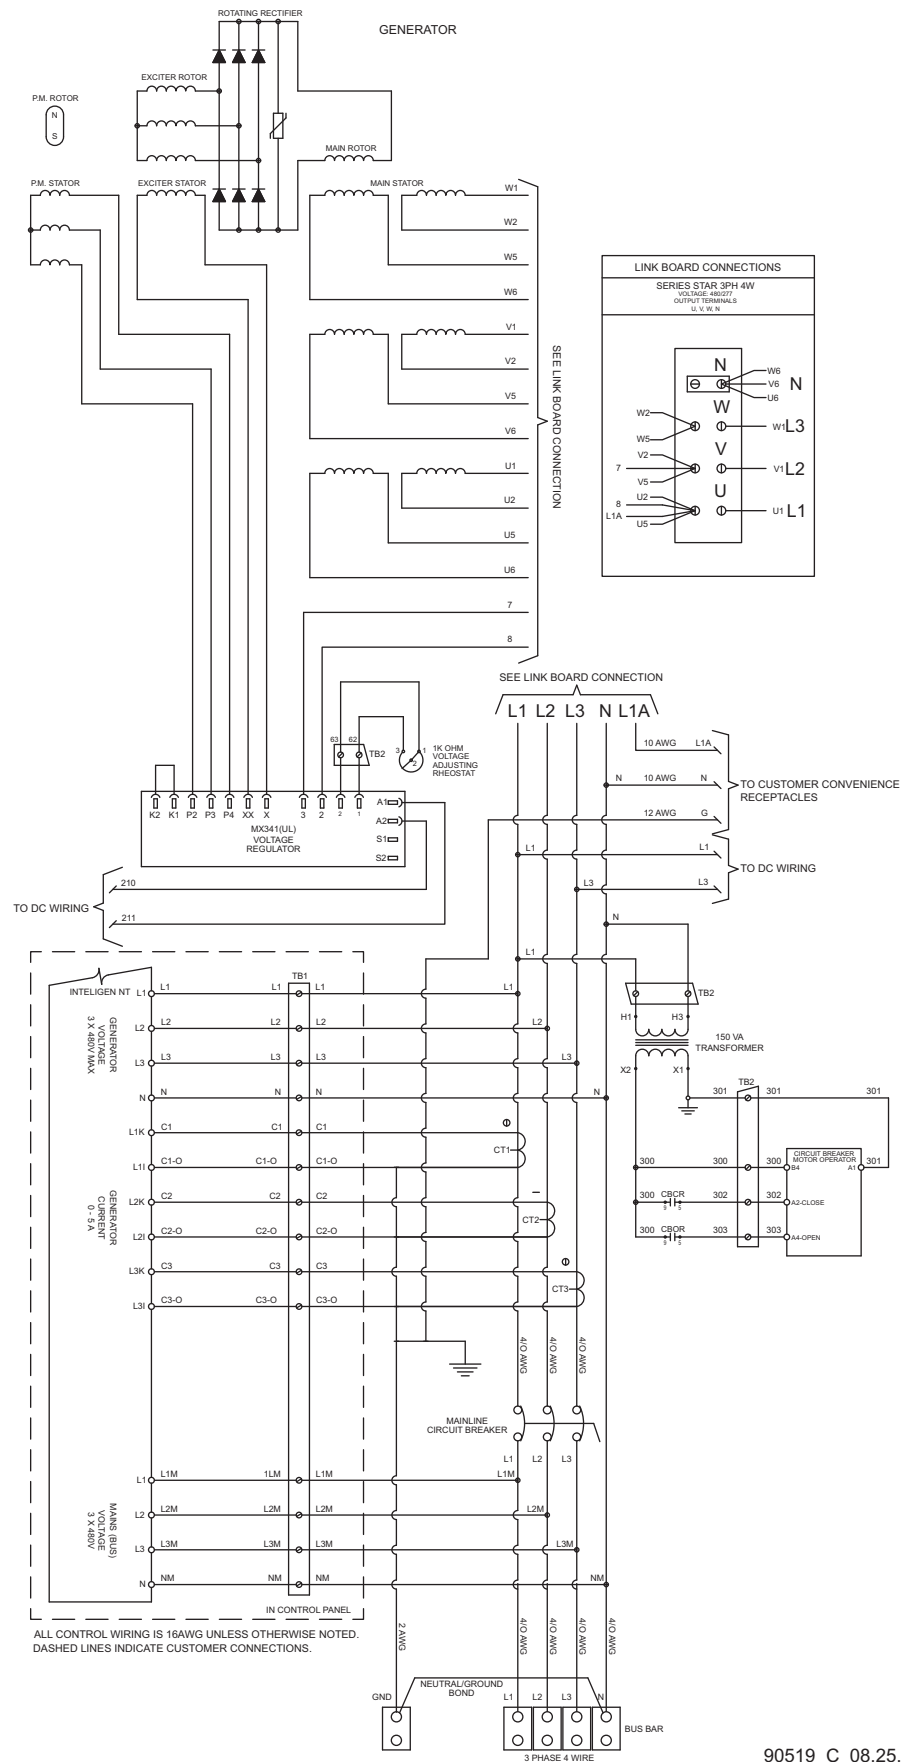 ROTATING RECTIFIER
GENERATOR
EXCITER ROTOR
P.M. ROTOR
N
S
MAIN ROTOR
P.M. STATOR
EXCITER STATOR
MAIN STATOR
W1
W2
W5
W6
V1
V2
V5
V6
U1
U2
U5
U6
7
8
SEE LINK BOARD CONNECTION
LINK BOARD CONNECTIONS
SERIES STAR 3PH 4W
VOLTAGE: 480/277
OUTPUT TERMINALS
U, V, W, N
N
W6
V6 N
U6
W
W2
W5
W1 L3
V
V2
7
V5
V1 L2
U
U2
8
L1A
U5
U1 L1
SEE LINK BOARD CONNECTION
L1 L2 L3 N L1A
10 AWG L1A
N 10 AWG N
12 AWG G
TO CUSTOMER CONVENIENCE
RECEPTACLES
L1 L1
L3 L3
TO DC WIRING
63 62
TB2
3 1
2
1K OHM
VOLTAGE
ADJUSTING
RHEOSTAT
K2 K1 P2 P3 P4 XX X 3 2 2 1
A1
A2
S1
S2
MX341(UL)
VOLTAGE
REGULATOR
210
TO DC WIRING
211
N
L1
TB2
H1 H3
150 VA
TRANSFORMER
X2 X1
TB2
301 301 301
300 300 300
B4
CIRCUIT BREAKER
MOTOR OPERATOR
A1
301
300 CBCR 302 302
9 5
A2-CLOSE
300 CBOR 303 303
9 5
A4-OPEN
INTELIGEN NT
TB1
L1 L1 L1 L1 L1
L2 L2 L2 L2 L2
L3 L3 L3 L3 L3
N N N N N
GENERATOR
VOLTAGE
3 X 480V MAX
L1K C1 C1 C1
CT1
L1I C1-O C1-O C1-O
L2K C2 C2 C2
CT2
L2I C2-O C2-O C2-O
GENERATOR
CURRENT
0 - 5 A
L3K C3 C3 C3
CT3
L3I C3-O C3-O C3-O
4/O AWG
4/O AWG
4/O AWG
MAINLINE
CIRCUIT BREAKER
L1 L2 L3
L1 L1M 1LM L1M L1M
L2 L2M L2M L2M L2M
L3 L3M L3M L3M L3M
N NM NM NM NM
MAINS (BUS)
VOLTAGE
3 X 480V
IN CONTROL PANEL
ALL CONTROL WIRING IS 16AWG UNLESS OTHERWISE NOTED.
DASHED LINES INDICATE CUSTOMER CONNECTIONS.
2 AWG
4/O AWG
4/O AWG
4/O AWG
4/O AWG
NEUTRAL/GROUND
BOND
GND
L1 L2 L3 N
BUS BAR
3 PHASE 4 WIRE
90519_C_08.25.